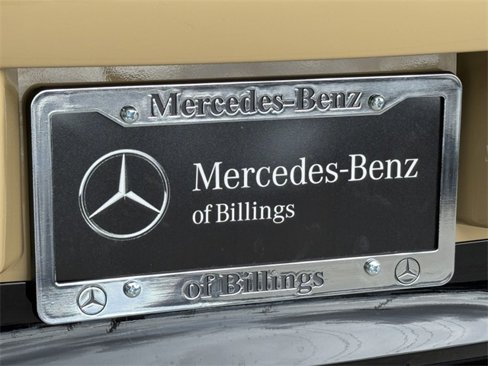 Mercedes-Benz
Mercedes-Benz
of Billings
of Billings